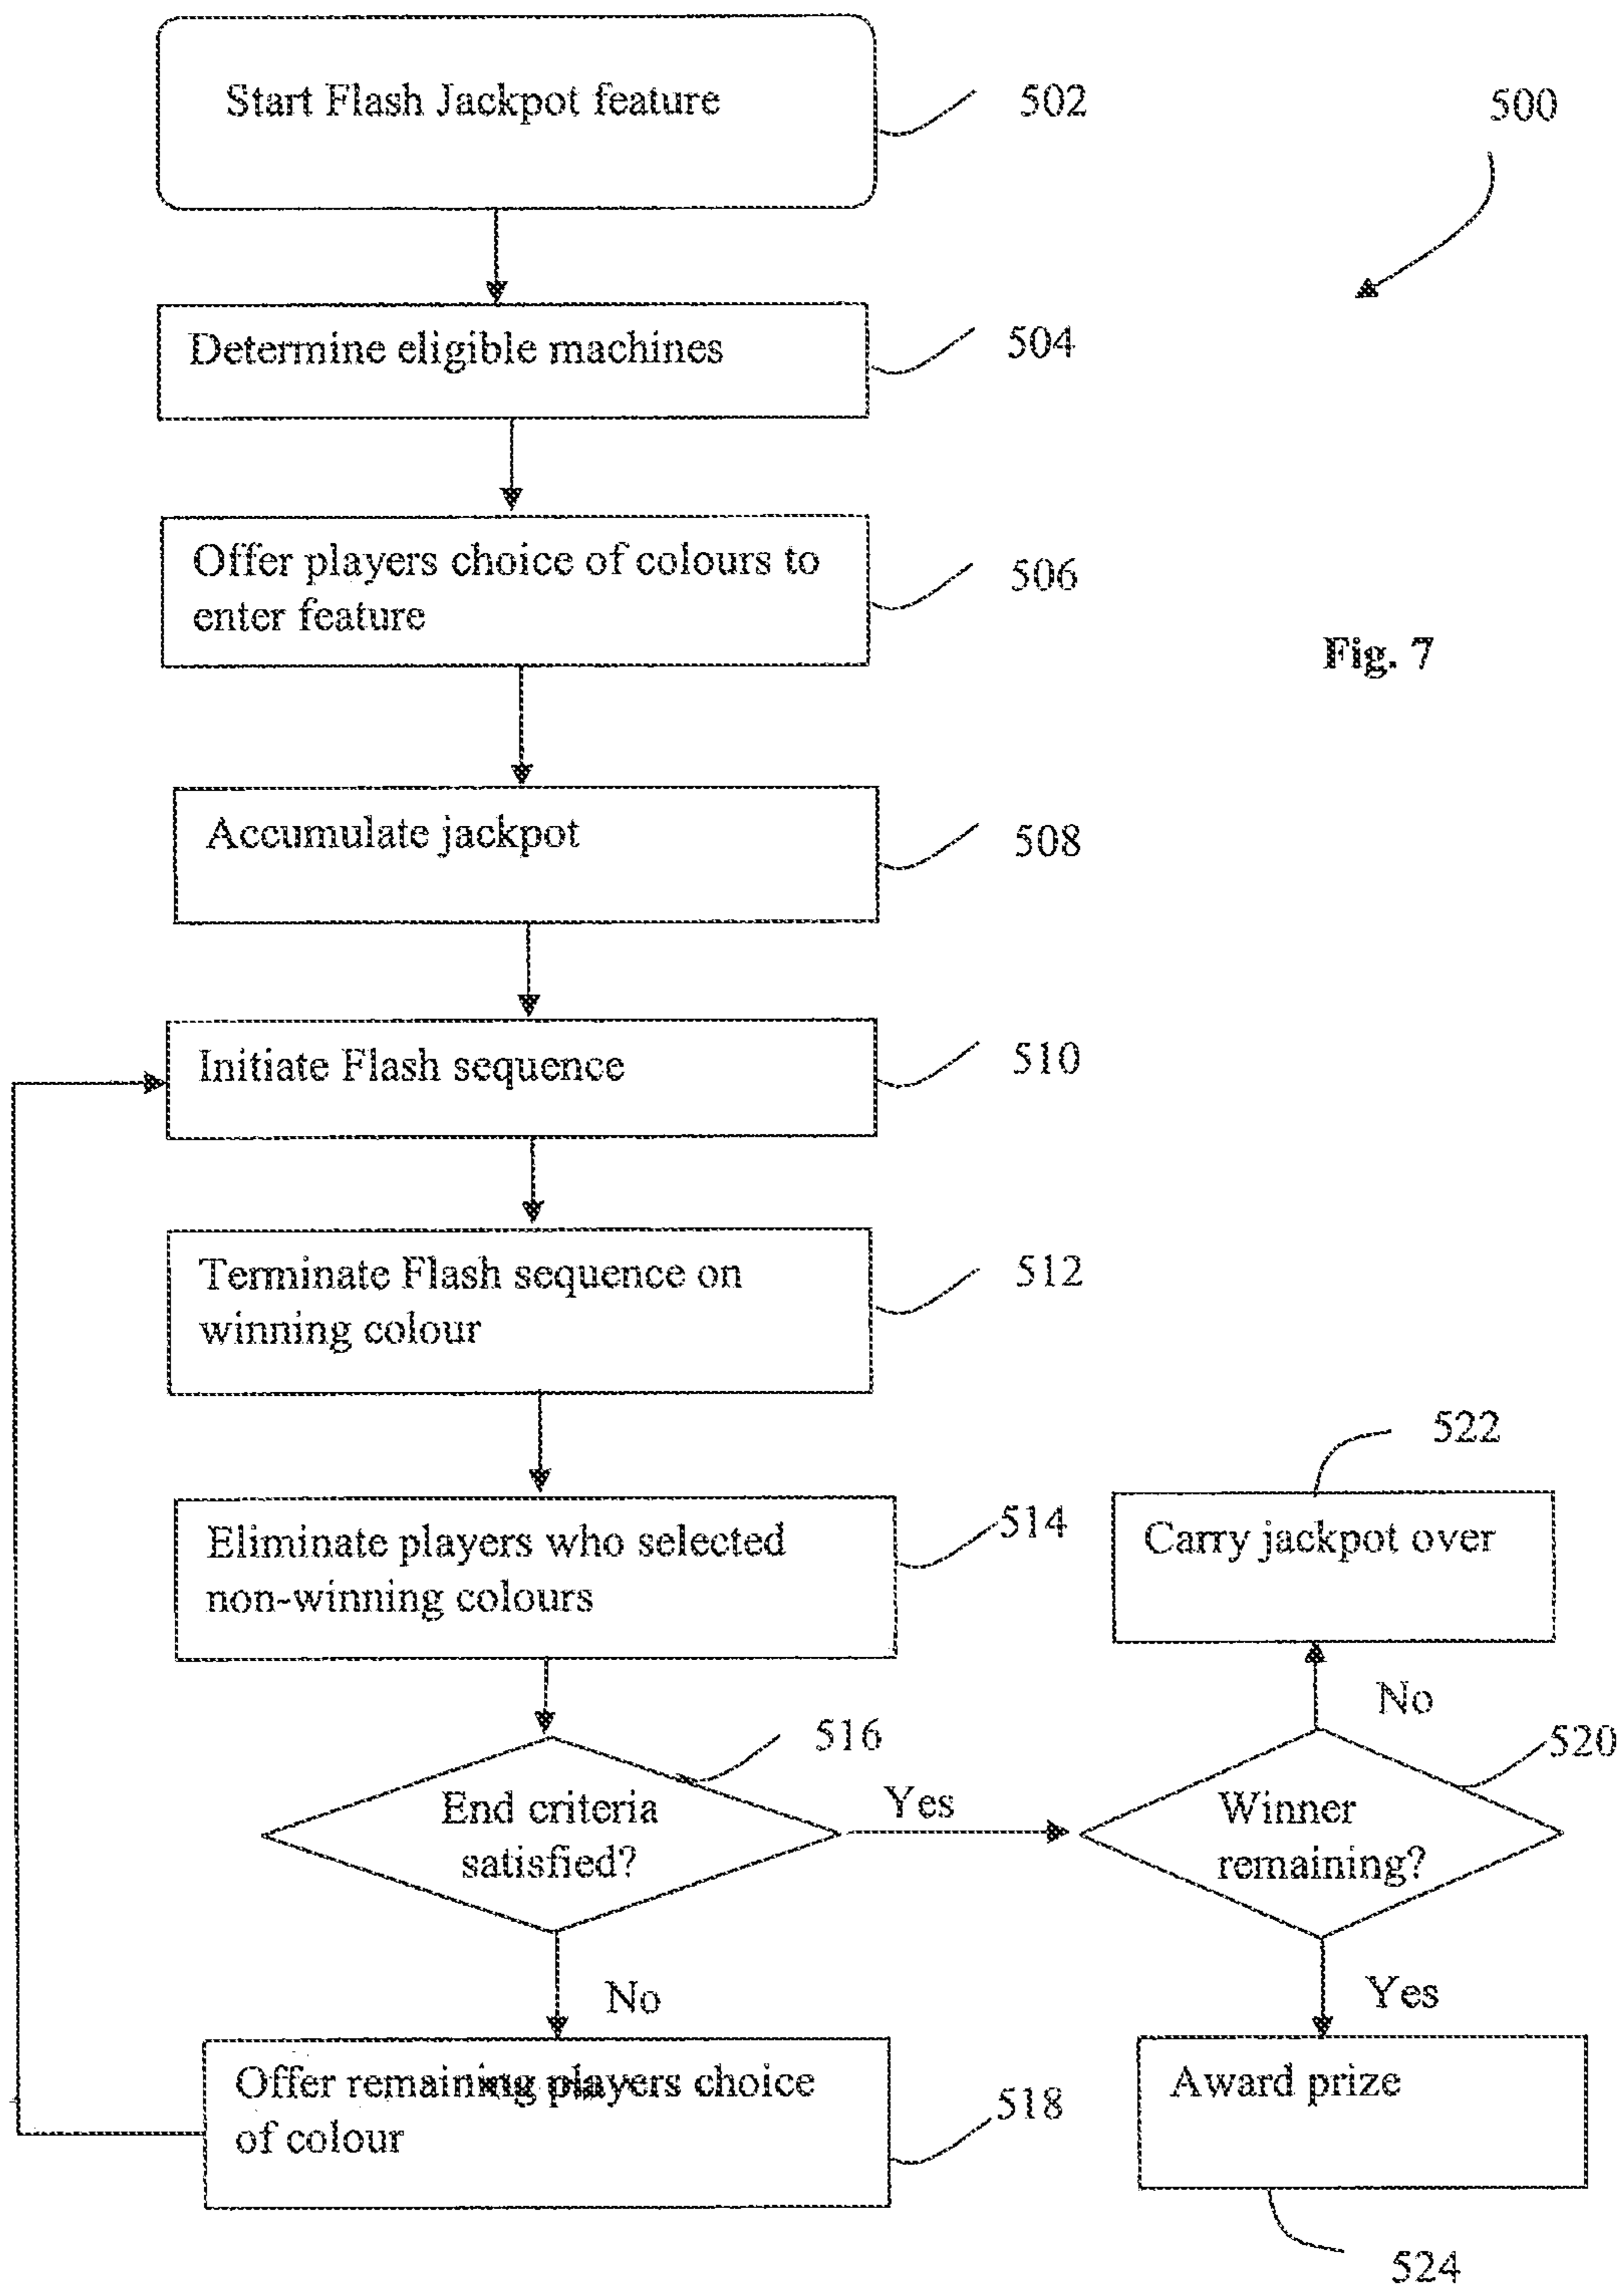 Start Flash Jackpot feature
502
500
Determine eligible machines
504
Offer players choice of colours to
enter feature
506
Fig. 7
Accumulate jackpot
508
Initiate Flash sequence
510
Terminate Flash sequence on
winning colour
512
522
Eliminate players who selected
non-winning colours
514
Carry jackpot over
No
516
520
End criteria
satisfied?
Yes
Winner
remaining?
No
Yes
Offer remaining players choice
of colour
518
Award prize
524